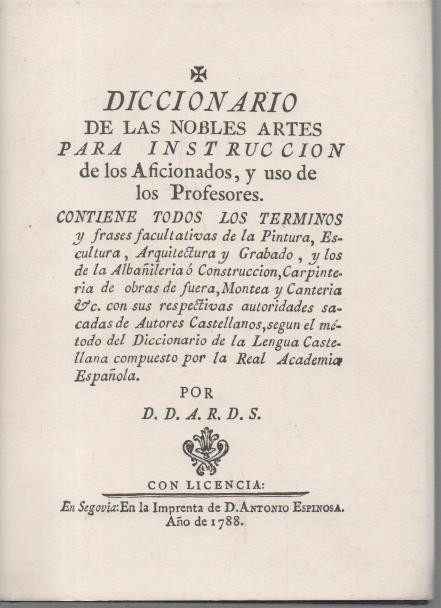 DICCIONARIO
DE LAS NOBLES ARTES
PARA INSTRUCCION
de los Aficionados, y uso de
los Profesores.
CONTIENE TODOS LOS TERMINOS
y frases facultativas de la Pintura, Es-
cultura, Arquitectura y Grabado, y los
de la Albañileria ó Construccion, Carpinte-
ria de obras de fuera, Montea y Canteria
&c. con sus respectivas autoridades sa-
cadas de Autores Castellanos, segun el mé-
todo del Diccionario de la Lengua Caste-
llana compuesto por la Real Academia
Española.
POR
D. D. A. R. D. S.
CON LICENCIA:
En Segovia: En la Imprenta de D. ANTONIO ESPINOSA.
Año de 1788.